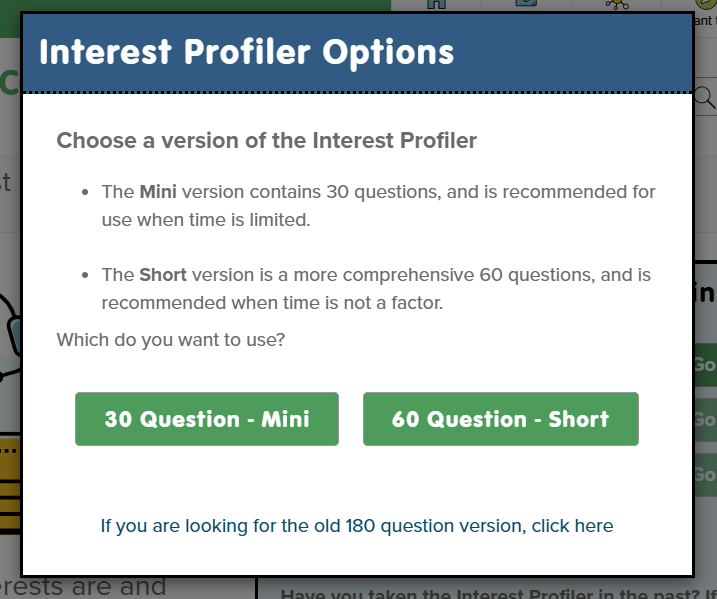 Interest Profiler Options
Choose a version of the Interest Profiler
• The Mini version contains 30 questions, and is recommended for
use when time is limited.
• The Short version is a more comprehensive 60 questions, and is
recommended when time is not a factor.
Which do you want to use?
30 Question - Mini
60 Question - Short
If you are looking for the old 180 question version, click here
Go
Go
Go
erests are and
Have you taken the Interest Profiler in the past? If